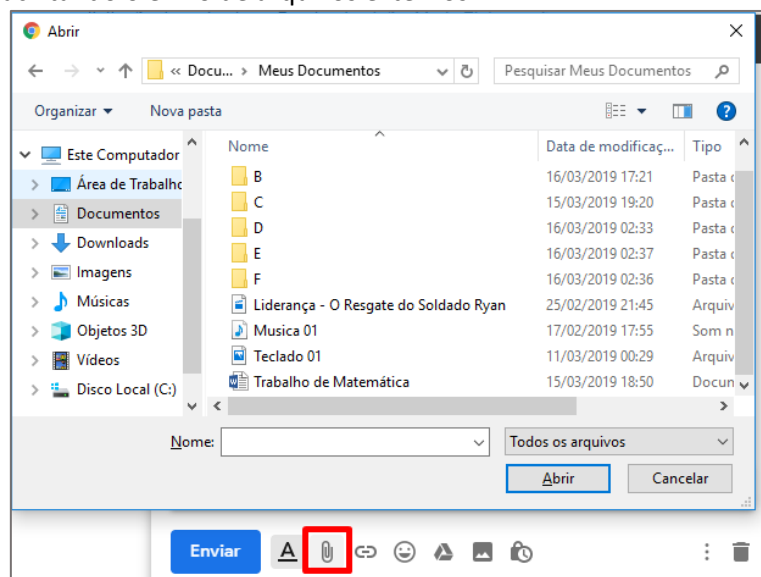 Abrir
« Docu... › Meus Documentos
Pesquisar Meus Documentos
Organizar
Nova pasta
Nome
Data de modificaç...
Tipo
Este Computador
Área de Trabalho
Documentos
Downloads
Imagens
Músicas
Objetos 3D
Vídeos
Disco Local (C:)
B 16/03/2019 17:21 Pasta
C 15/03/2019 19:20 Pasta
D 16/03/2019 02:33 Pasta
E 16/03/2019 02:37 Pasta
F 16/03/2019 02:36 Pasta
Liderança - O Resgate do Soldado Ryan 25/02/2019 21:45 Arquiv
Musica 01 17/02/2019 17:55 Som n
Teclado 01 11/03/2019 00:29 Arquiv
Trabalho de Matemática 15/03/2019 18:50 Docun
Nome:
Todos os arquivos
Abrir
Cancelar
Enviar
A